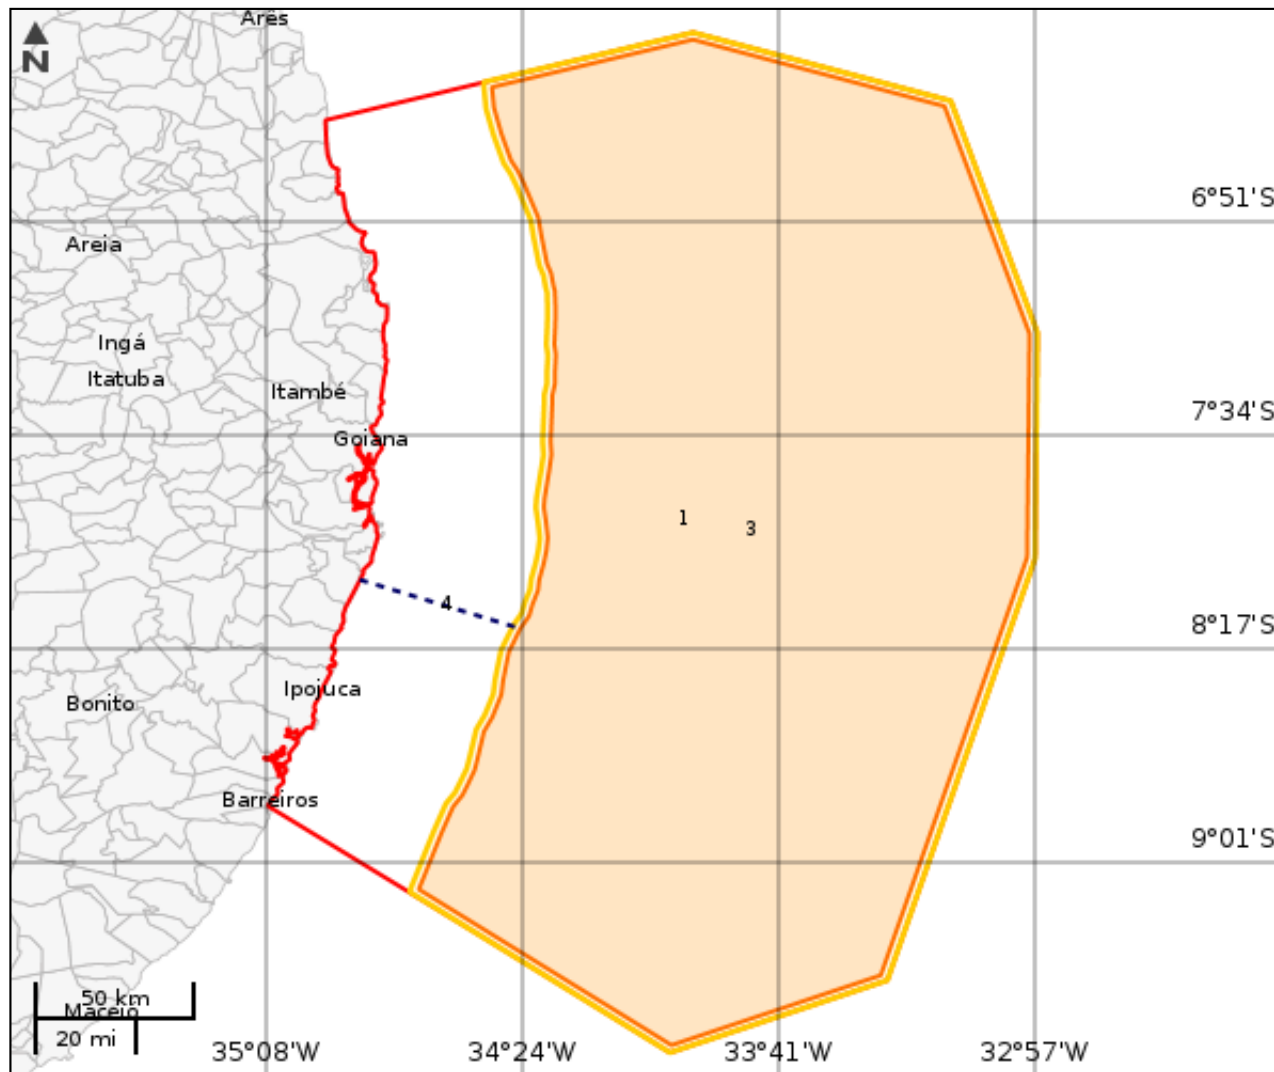 Arês
N
6°51'S
Areia
Ingá
Itatuba
Itambé
7°34'S
Goiana
1
3
4
8°17'S
Ipojuca
Bonito
Barreiros
9°01'S
50 km
Maceió
20 mi
35°08'W
34°24'W
33°41'W
32°57'W